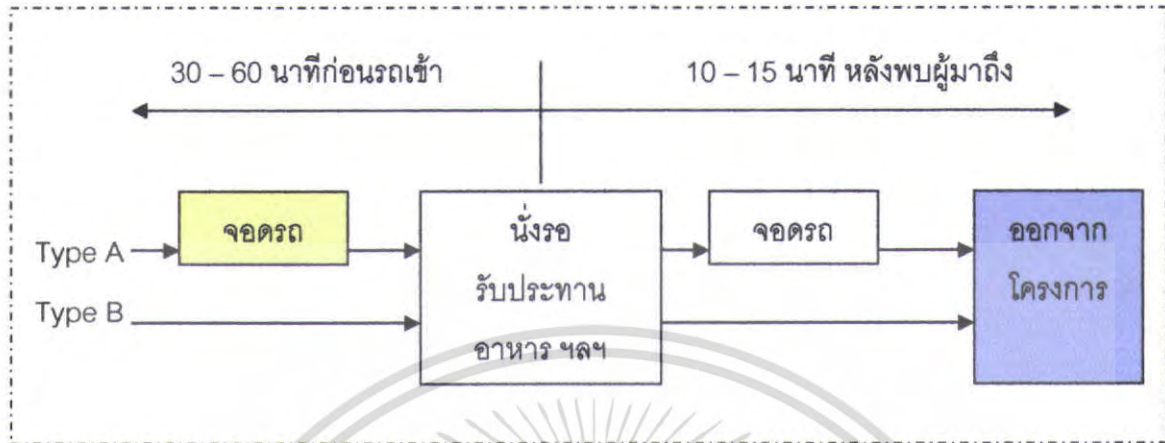 30 – 60 นาทีก่อนรถเข้า
10 – 15 นาที หลังพบผู้มาถึง
Type A
จอดรถ
นั่งรอ
รับประทาน
อาหาร ฯลฯ
จอดรถ
ออกจาก
โครงการ
Type B